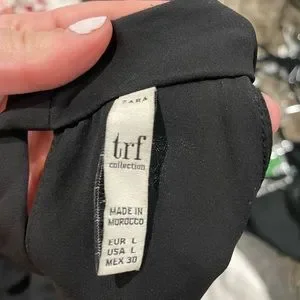 ZARA
trf
collection
MADE IN
MOROCCO
EUR L
USA L
MEX 30